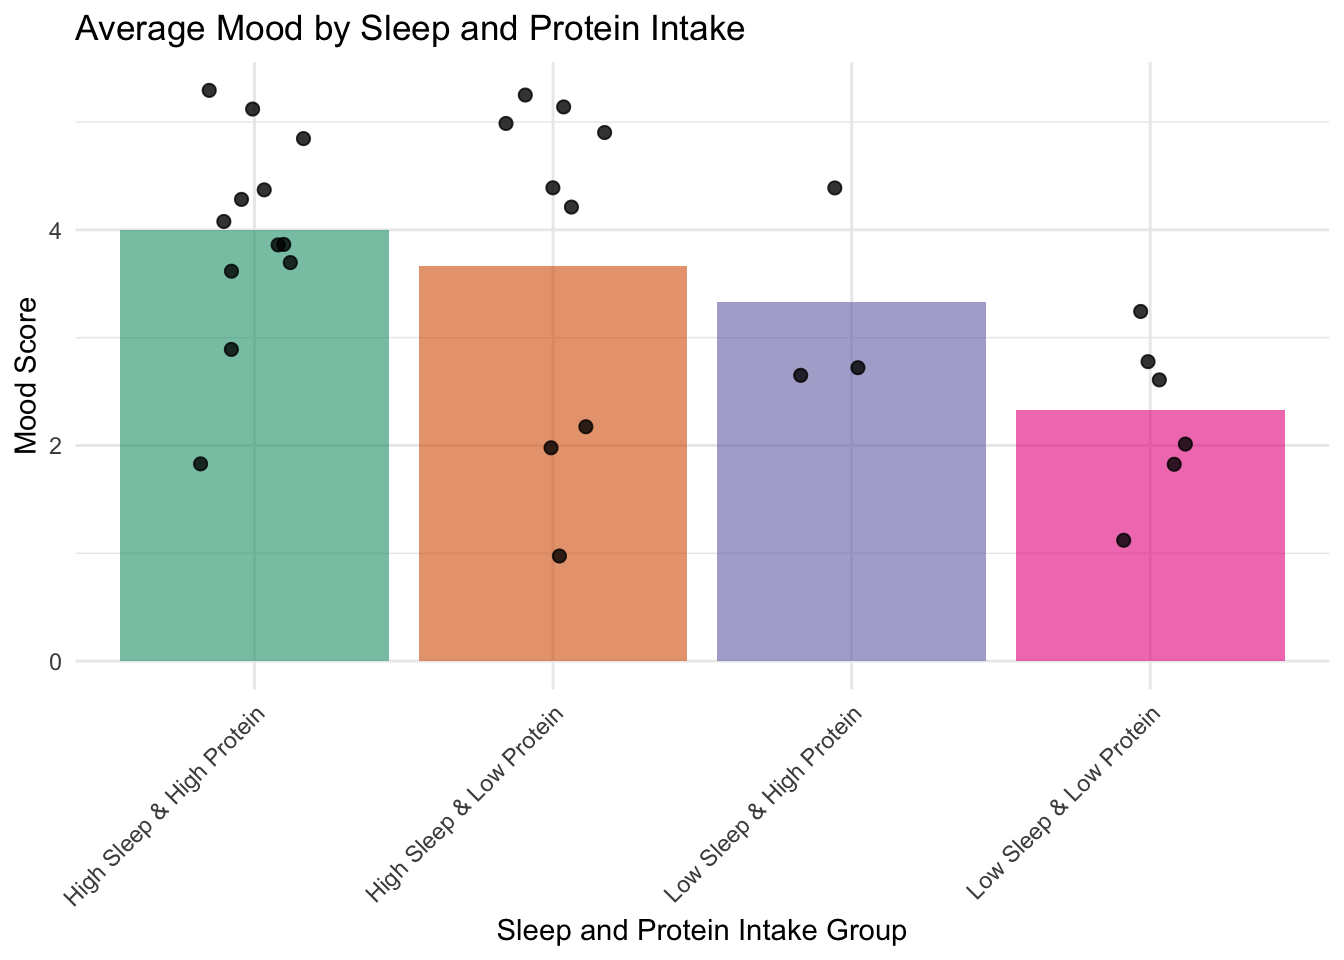 Average Mood by Sleep and Protein Intake
Mood Score
4
2
0
High Sleep & High Protein
High Sleep & Low Protein
Low Sleep & High Protein
Low Sleep & Low Protein
Sleep and Protein Intake Group